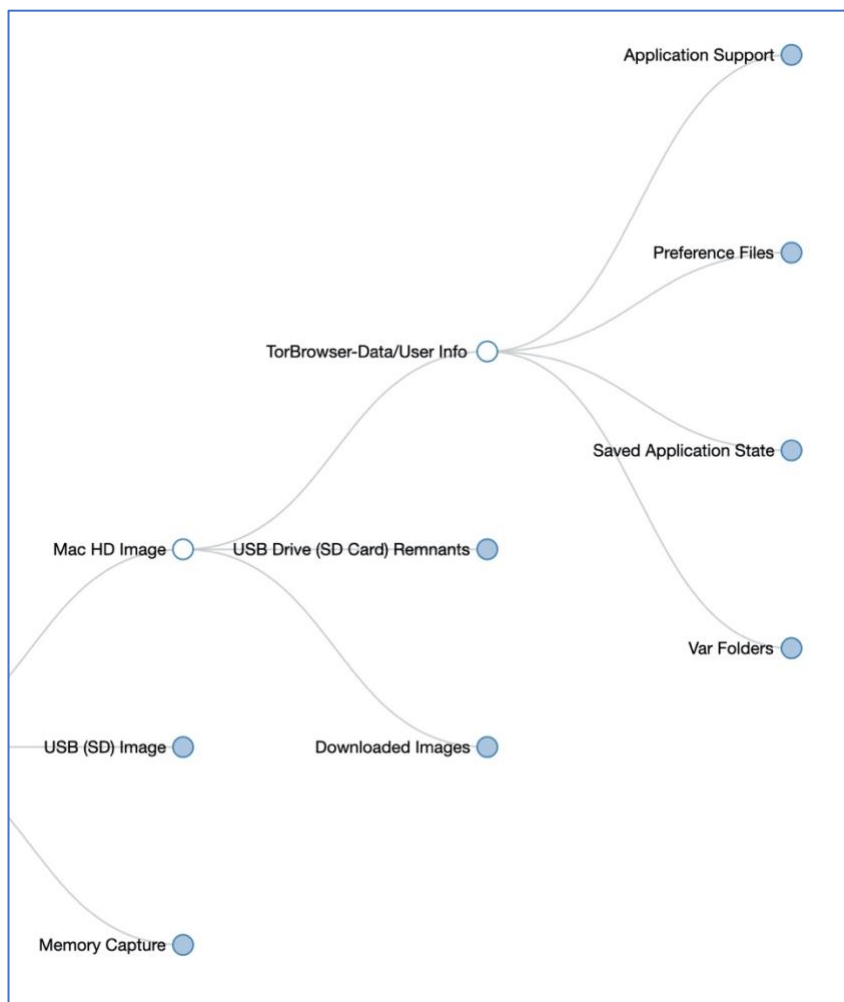 Application Support
Preference Files
TorBrowser-Data/User Info
Saved Application State
Mac HD Image
USB Drive (SD Card) Remnants
Var Folders
USB (SD) Image
Downloaded Images
Memory Capture